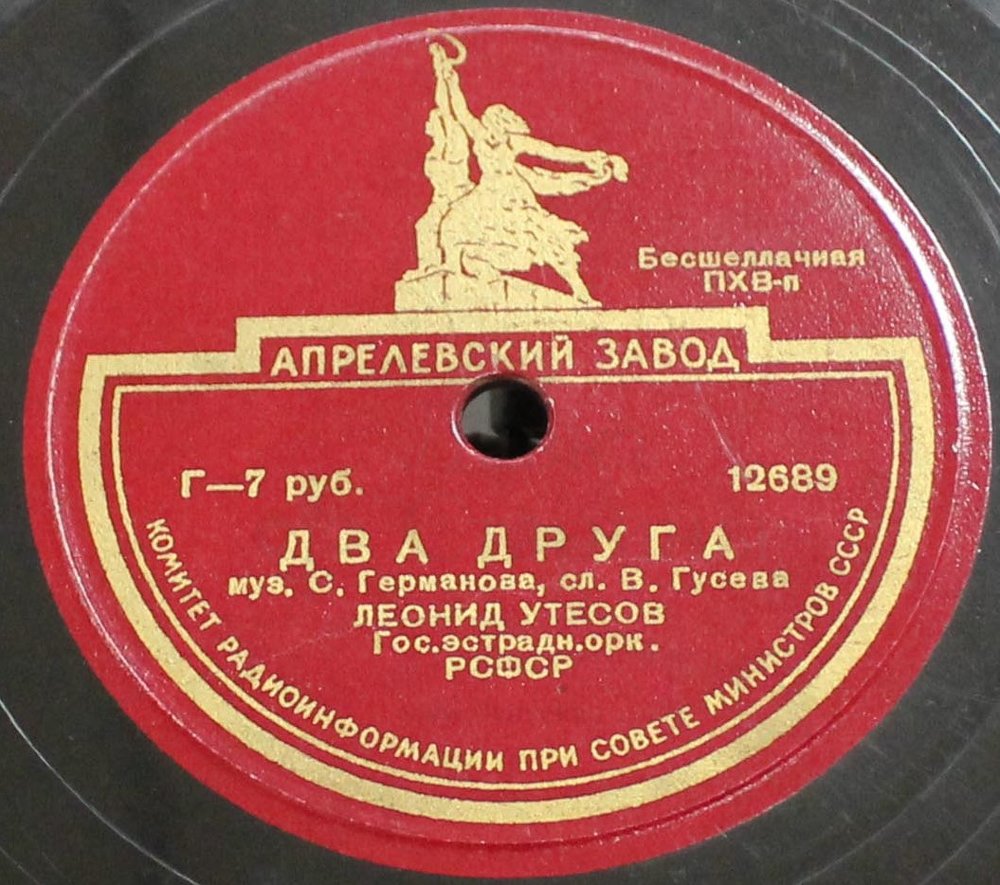 Бесшеллачная
ПХВ-п
АПРЕЛЕВСКИЙ ЗАВОД
Г—7 руб.
12689
ДВА ДРУГА
муз. С. Германова, сл. В. Гусева
ЛЕОНИД УТЕСОВ
Гос.эстрадн.орк.
РСФСР
КОМИТЕТ РАДИОИНФОРМАЦИИ ПРИ СОВЕТЕ МИНИСТРОВ СССР